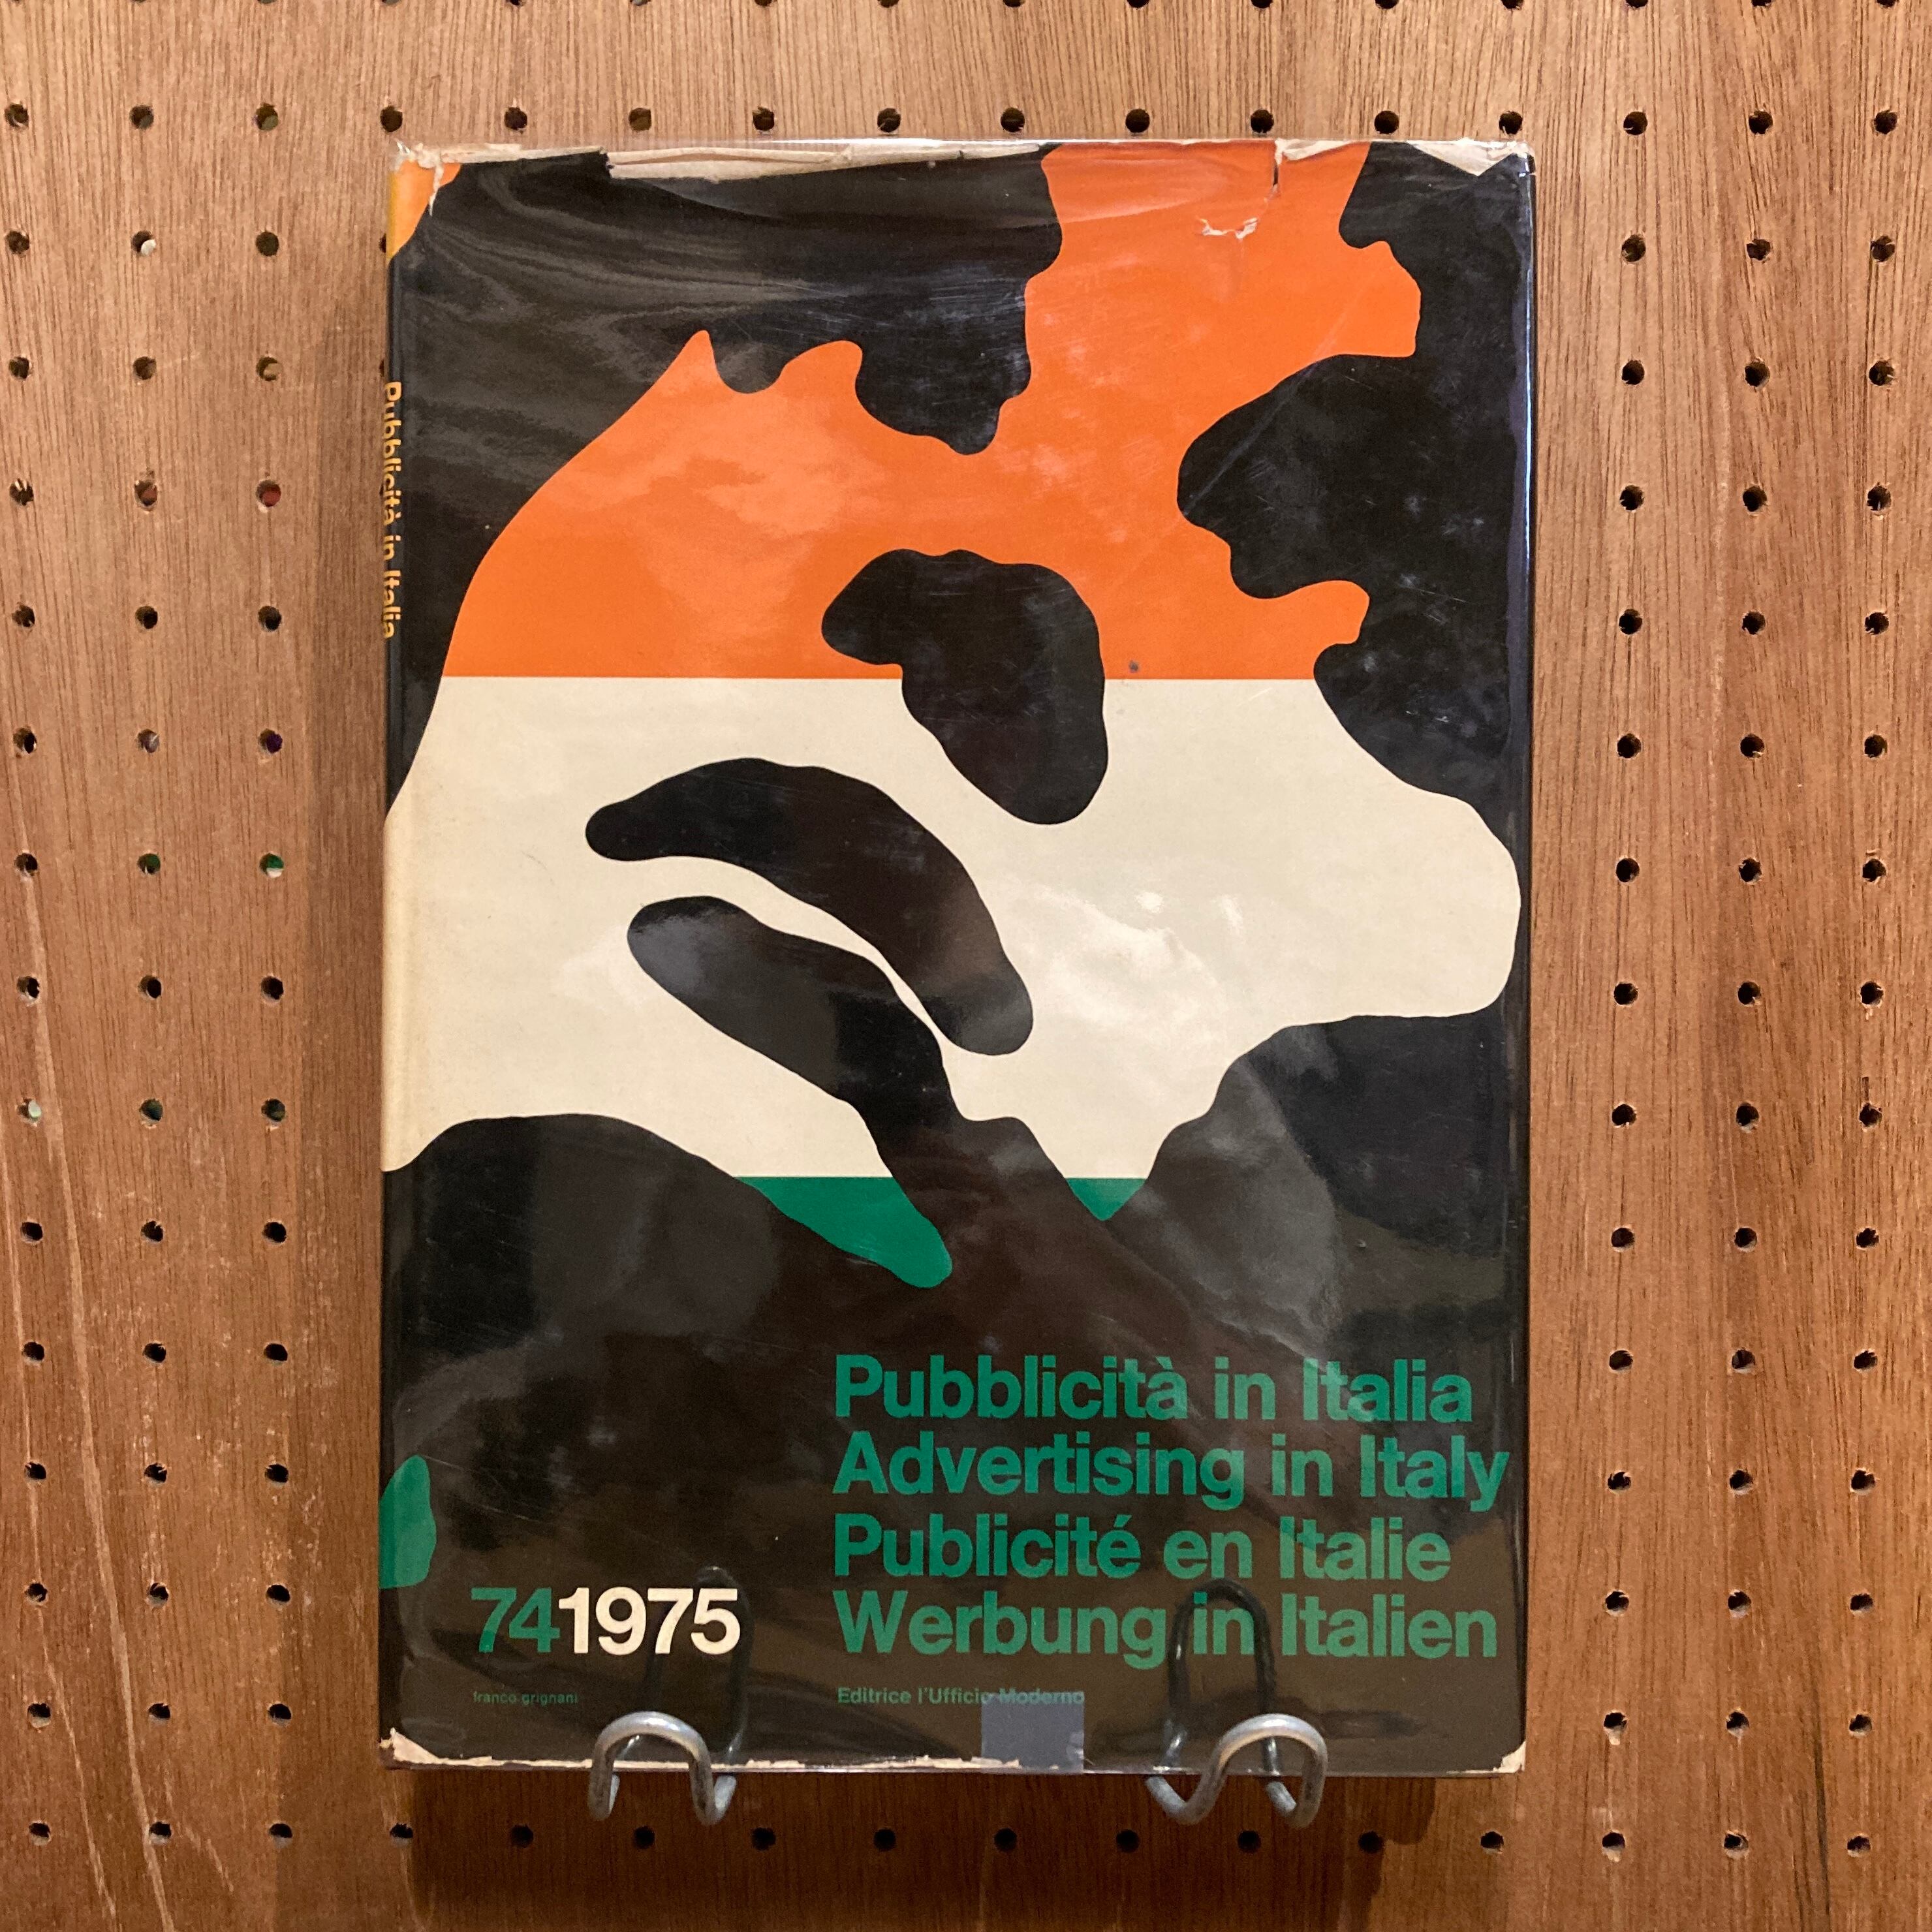 Pubblicità in Italia
Pubblicità in Italia
Advertising in Italy
Publicité en Italie
Werbung in Italien
741975
franco grignani
Editrice l'Ufficio Moderno